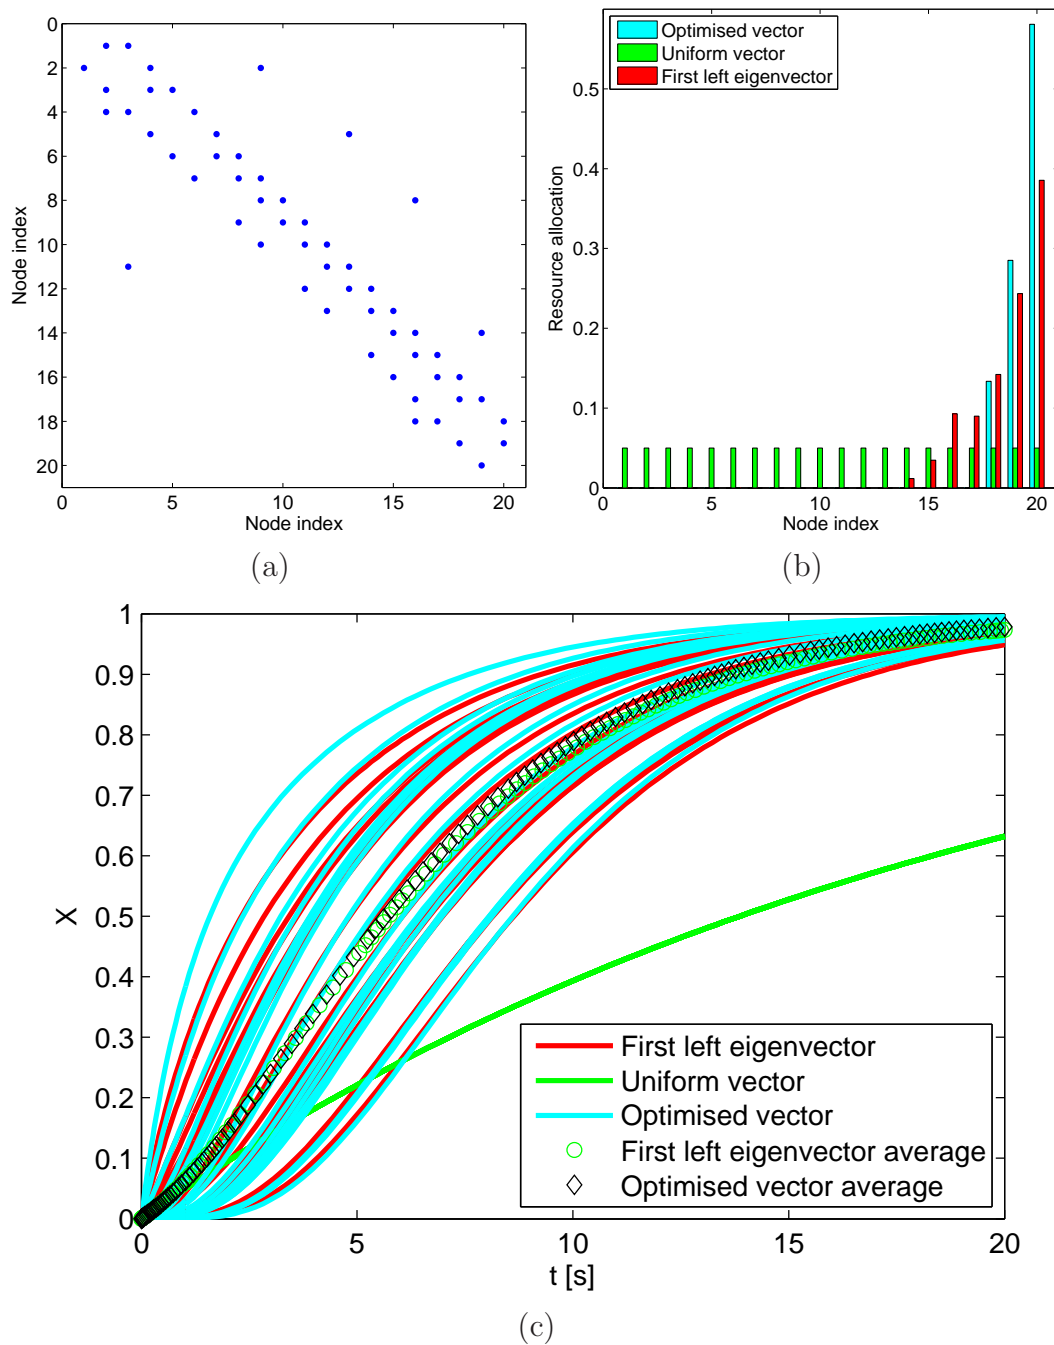 0
2
4
6
8
10
12
14
16
18
20
Node index
0 5 10 15 20
Node index
(a)
Optimised vector
Uniform vector
First left eigenvector
0.5
0.4
0.3
0.2
0.1
0
Resource allocation
0 5 10 15 20
Node index
(b)
1
0.9
0.8
0.7
0.6
0.5
0.4
0.3
0.2
0.1
0
X
First left eigenvector
Uniform vector
Optimised vector
First left eigenvector average
Optimised vector average
0 5 10 15 20
t [s]
(c)